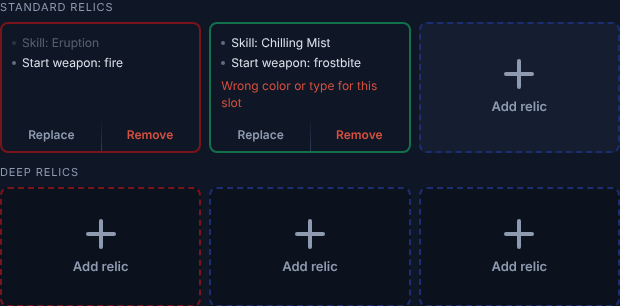 STANDARD RELICS
Skill: Eruption
Start weapon: fire
Replace
Remove
Skill: Chilling Mist
Start weapon: frostbite
Wrong color or type for this
slot
Replace
Remove
Add relic
DEEP RELICS
Add relic
Add relic
Add relic